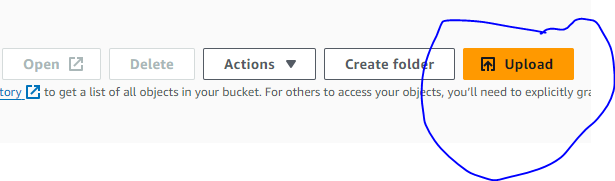 Open Delete Actions Create folder Upload
tory to get a list of all objects in your bucket. For others to access your objects, you'll need to explicitly gra